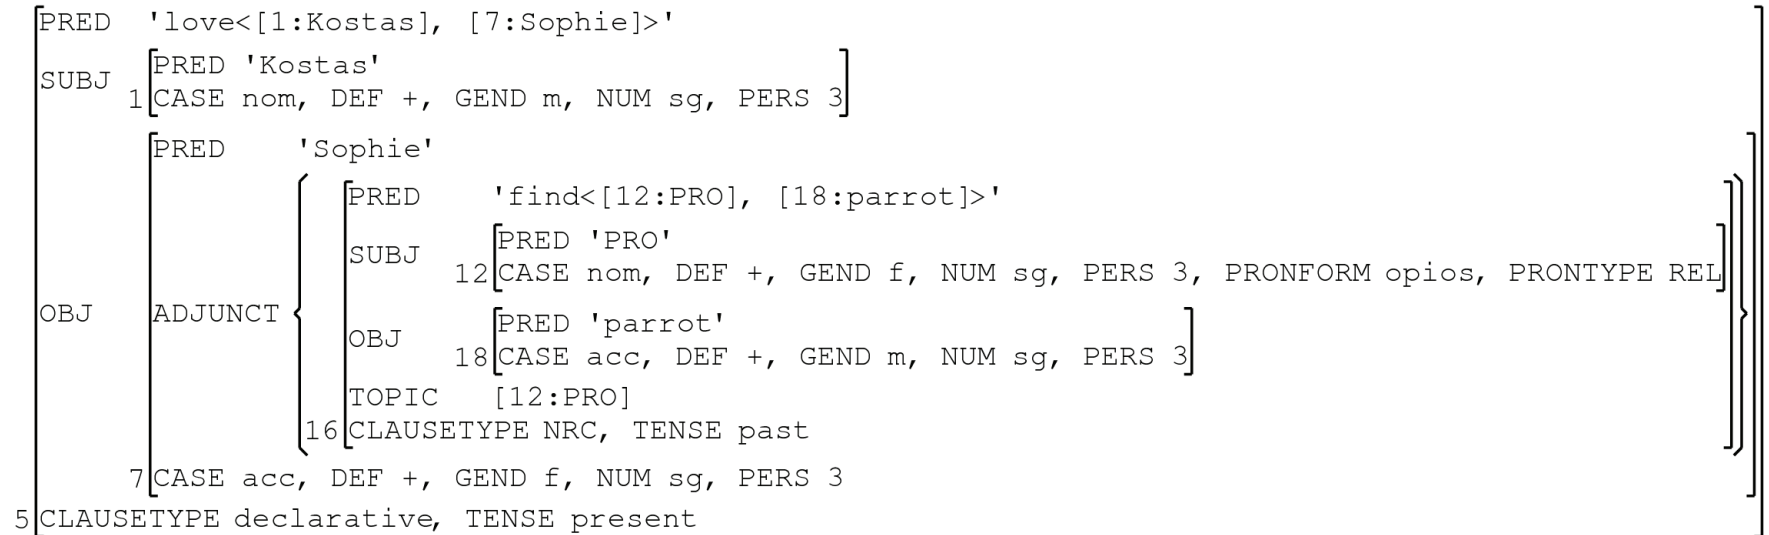 PRED 'love<[1:Kostas], [7:Sophie]>'
PRED 'Kostas'
SUBJ
1 CASE nom, DEF +, GEND m, NUM sg, PERS 3
PRED 'Sophie'
PRED 'find<[12:PRO], [18:parrot]>'
PRED 'PRO'
SUBJ
12 CASE nom, DEF +, GEND f, NUM sg, PERS 3, PRONFORM opios, PRONTYPE REL
OBJ ADJUNCT
PRED 'parrot'
OBJ
18 CASE acc, DEF +, GEND m, NUM sg, PERS 3
TOPIC [12:PRO]
16 CLAUSETYPE NRC, TENSE past
7 CASE acc, DEF +, GEND f, NUM sg, PERS 3
5 CLAUSETYPE declarative, TENSE present